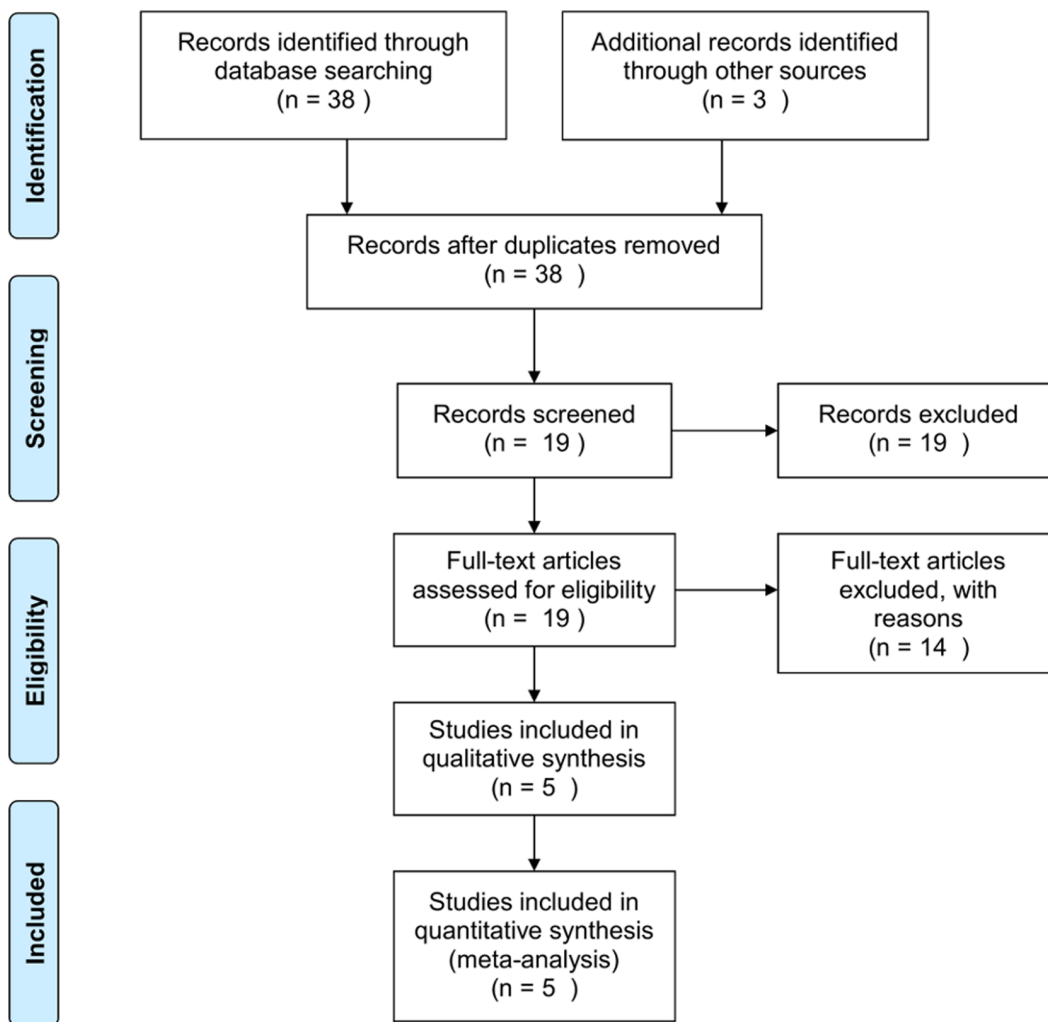 Identification
Records identified through
database searching
(n = 38 )
Additional records identified
through other sources
(n = 3 )
Records after duplicates removed
(n = 38 )
Screening
Records screened
(n = 19 )
Records excluded
(n = 19 )
Eligibility
Full-text articles
assessed for eligibility
(n = 19 )
Full-text articles
excluded, with
reasons
(n = 14 )
Studies included in
qualitative synthesis
(n = 5 )
Included
Studies included in
quantitative synthesis
(meta-analysis)
(n = 5 )